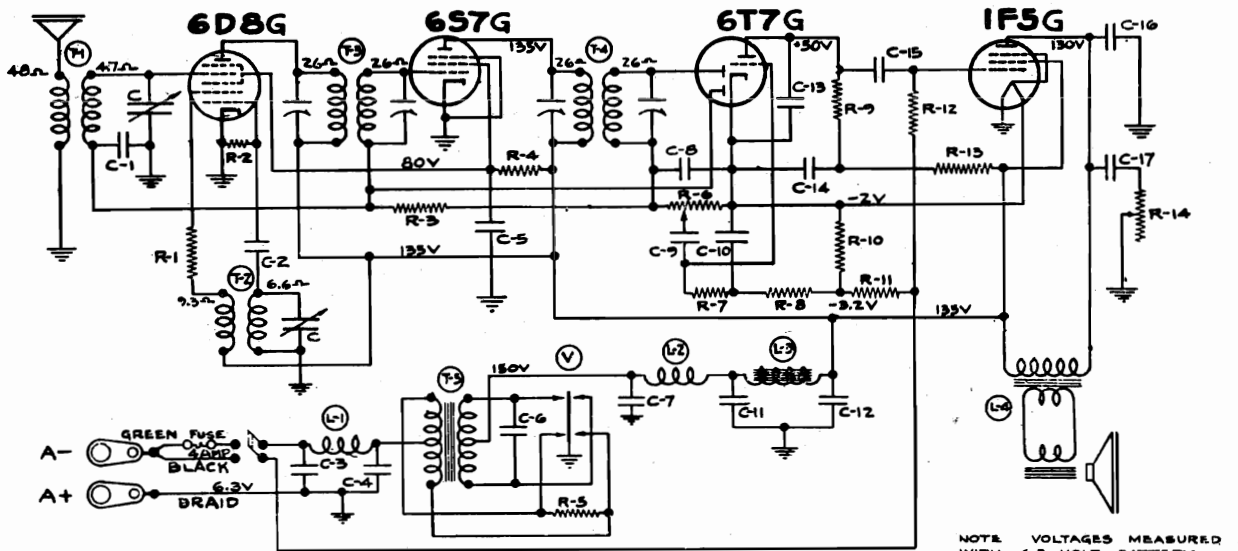 6D8G 6S7G 6T7G 1F5G
T-1 T-3 T-4
135V +50V 130V C-16
48Ω 4.7Ω 26Ω 26Ω 26Ω 26Ω C-15
C C-13 R-9 R-12
C-1 R-2 R-4 C-8 R-13 C-17
80V C-14
R-6 -2V R-14
R-3 C-5 R-10
R-1 C-2 135V C-9 C-10
T-2 R-11
9.3Ω 6.6Ω R-7 R-8 -3.2V
C 135V
T-5 150V V L-2 L-3
C-6 C-7 C-11 C-12 L-4
L-1
GREEN FUSE
A- 4 AMP C-3
BLACK C-4
A+ 6.3V R-5
BRAID
NOTE VOLTAGES MEASURED